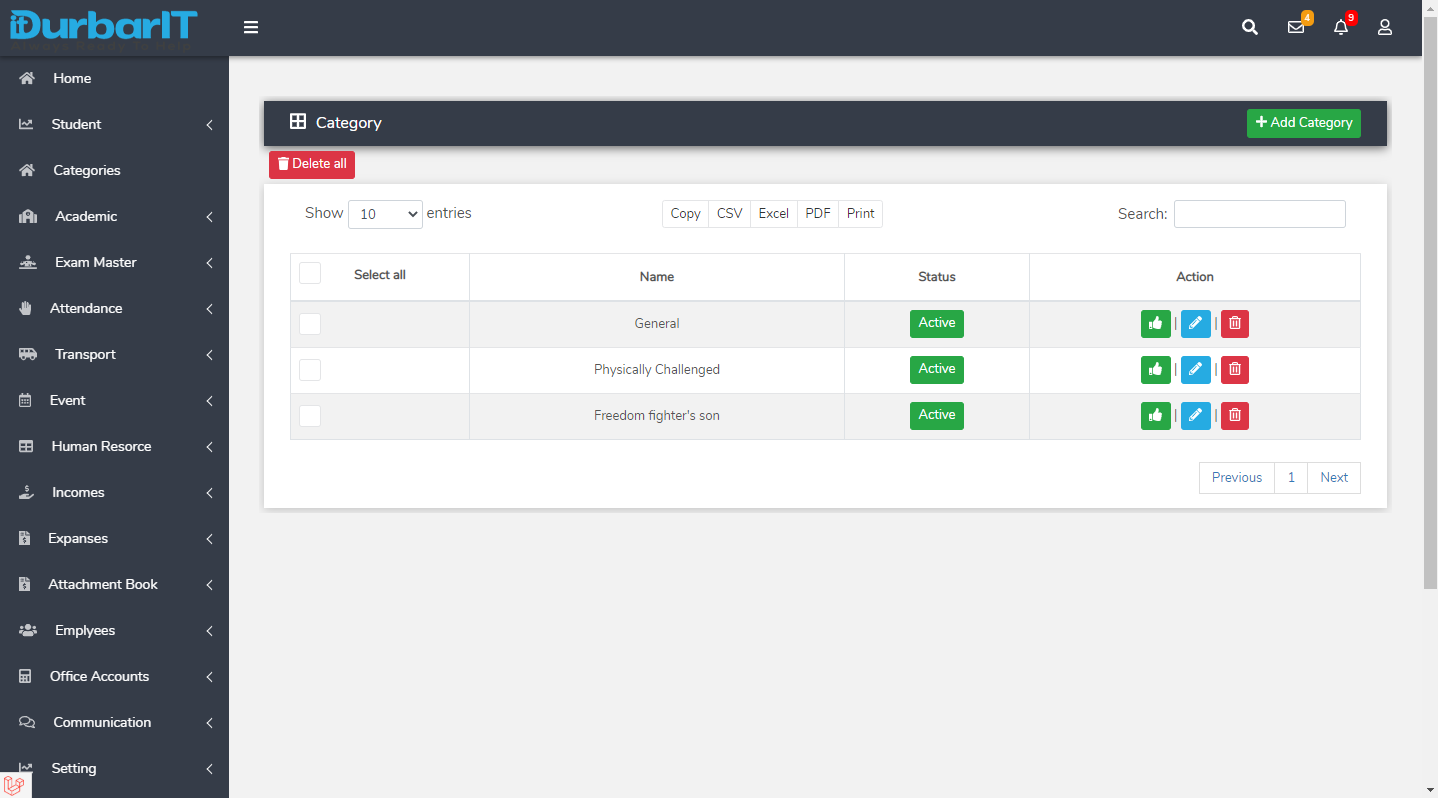 itDurbarIT
Always Ready To Help
4
9
Home
Student
Categories
Academic
Exam Master
Attendance
Transport
Event
Human Resorce
Incomes
Expanses
Attachment Book
Emplyees
Office Accounts
Communication
Setting
Category
Add Category
Delete all
Show 10 entries
Copy CSV Excel PDF Print
Search:
Select all Name Status Action
General Active | |
Physically Challenged Active | |
Freedom fighter's son Active | |
Previous 1 Next